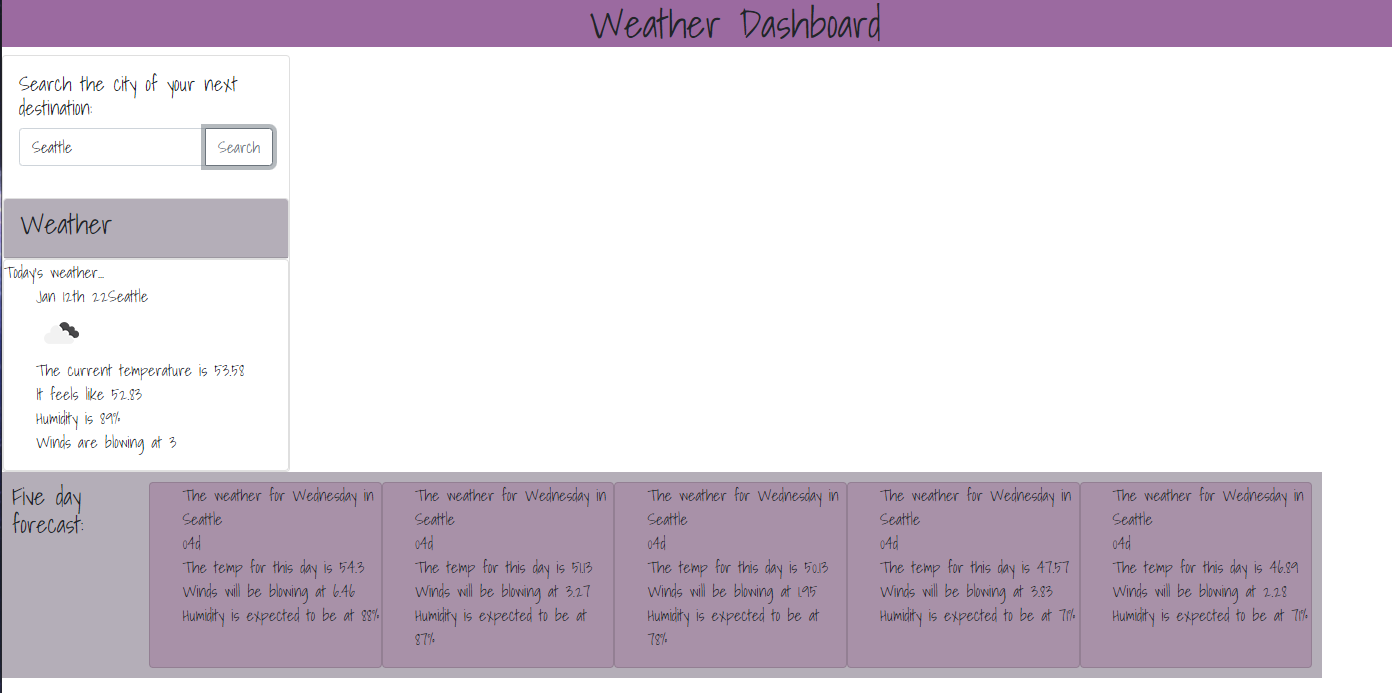 Weather Dashboard
Search the city of your next
destination:
Seattle
Search
Weather
Today's weather...
Jan 12th 22Seattle
The current temperature is 53.58
It feels like 52.83
Humidity is 89%
Winds are blowing at 3
Five day
forecast:
The weather for Wednesday in
Seattle
04d
The temp for this day is 54.3
Winds will be blowing at 6.46
Humidity is expected to be at 88%
The weather for Wednesday in
Seattle
04d
The temp for this day is 51.13
Winds will be blowing at 3.27
Humidity is expected to be at
87%
The weather for Wednesday in
Seattle
04d
The temp for this day is 50.13
Winds will be blowing at 1.95
Humidity is expected to be at
78%
The weather for Wednesday in
Seattle
04d
The temp for this day is 47.57
Winds will be blowing at 3.83
Humidity is expected to be at 71%
The weather for Wednesday in
Seattle
04d
The temp for this day is 46.89
Winds will be blowing at 2.28
Humidity is expected to be at 71%